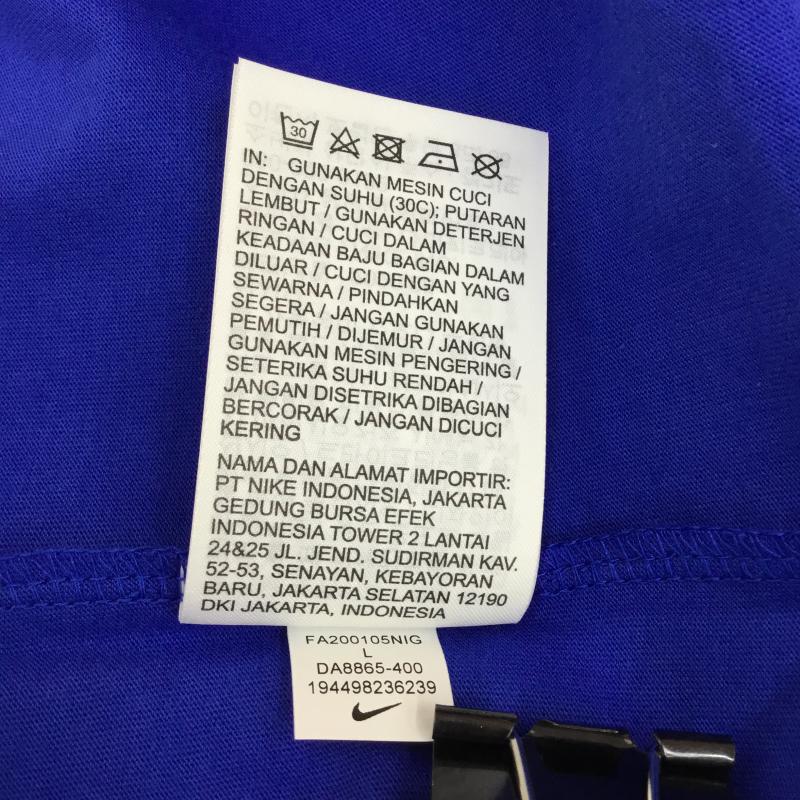 30
IN: GUNAKAN MESIN CUCI
DENGAN SUHU (30C); PUTARAN
LEMBUT / GUNAKAN DETERJEN
RINGAN / CUCI DALAM
KEADAAN BAJU BAGIAN DALAM
DILUAR / CUCI DENGAN YANG
SEWARNA / PINDAHKAN
SEGERA / JANGAN GUNAKAN
PEMUTIH / DIJEMUR / JANGAN
GUNAKAN MESIN PENGERING /
SETERIKA SUHU RENDAH /
JANGAN DISETRIKA DIBAGIAN
BERCORAK / JANGAN DICUCI
KERING
NAMA DAN ALAMAT IMPORTIR:
PT NIKE INDONESIA, JAKARTA
GEDUNG BURSA EFEK
INDONESIA TOWER 2 LANTAI
24&25 JL. JEND. SUDIRMAN KAV.
52-53, SENAYAN, KEBAYORAN
BARU, JAKARTA SELATAN 12190
DKI JAKARTA, INDONESIA
FA200105NIG
L
DA8865-400
194498236239